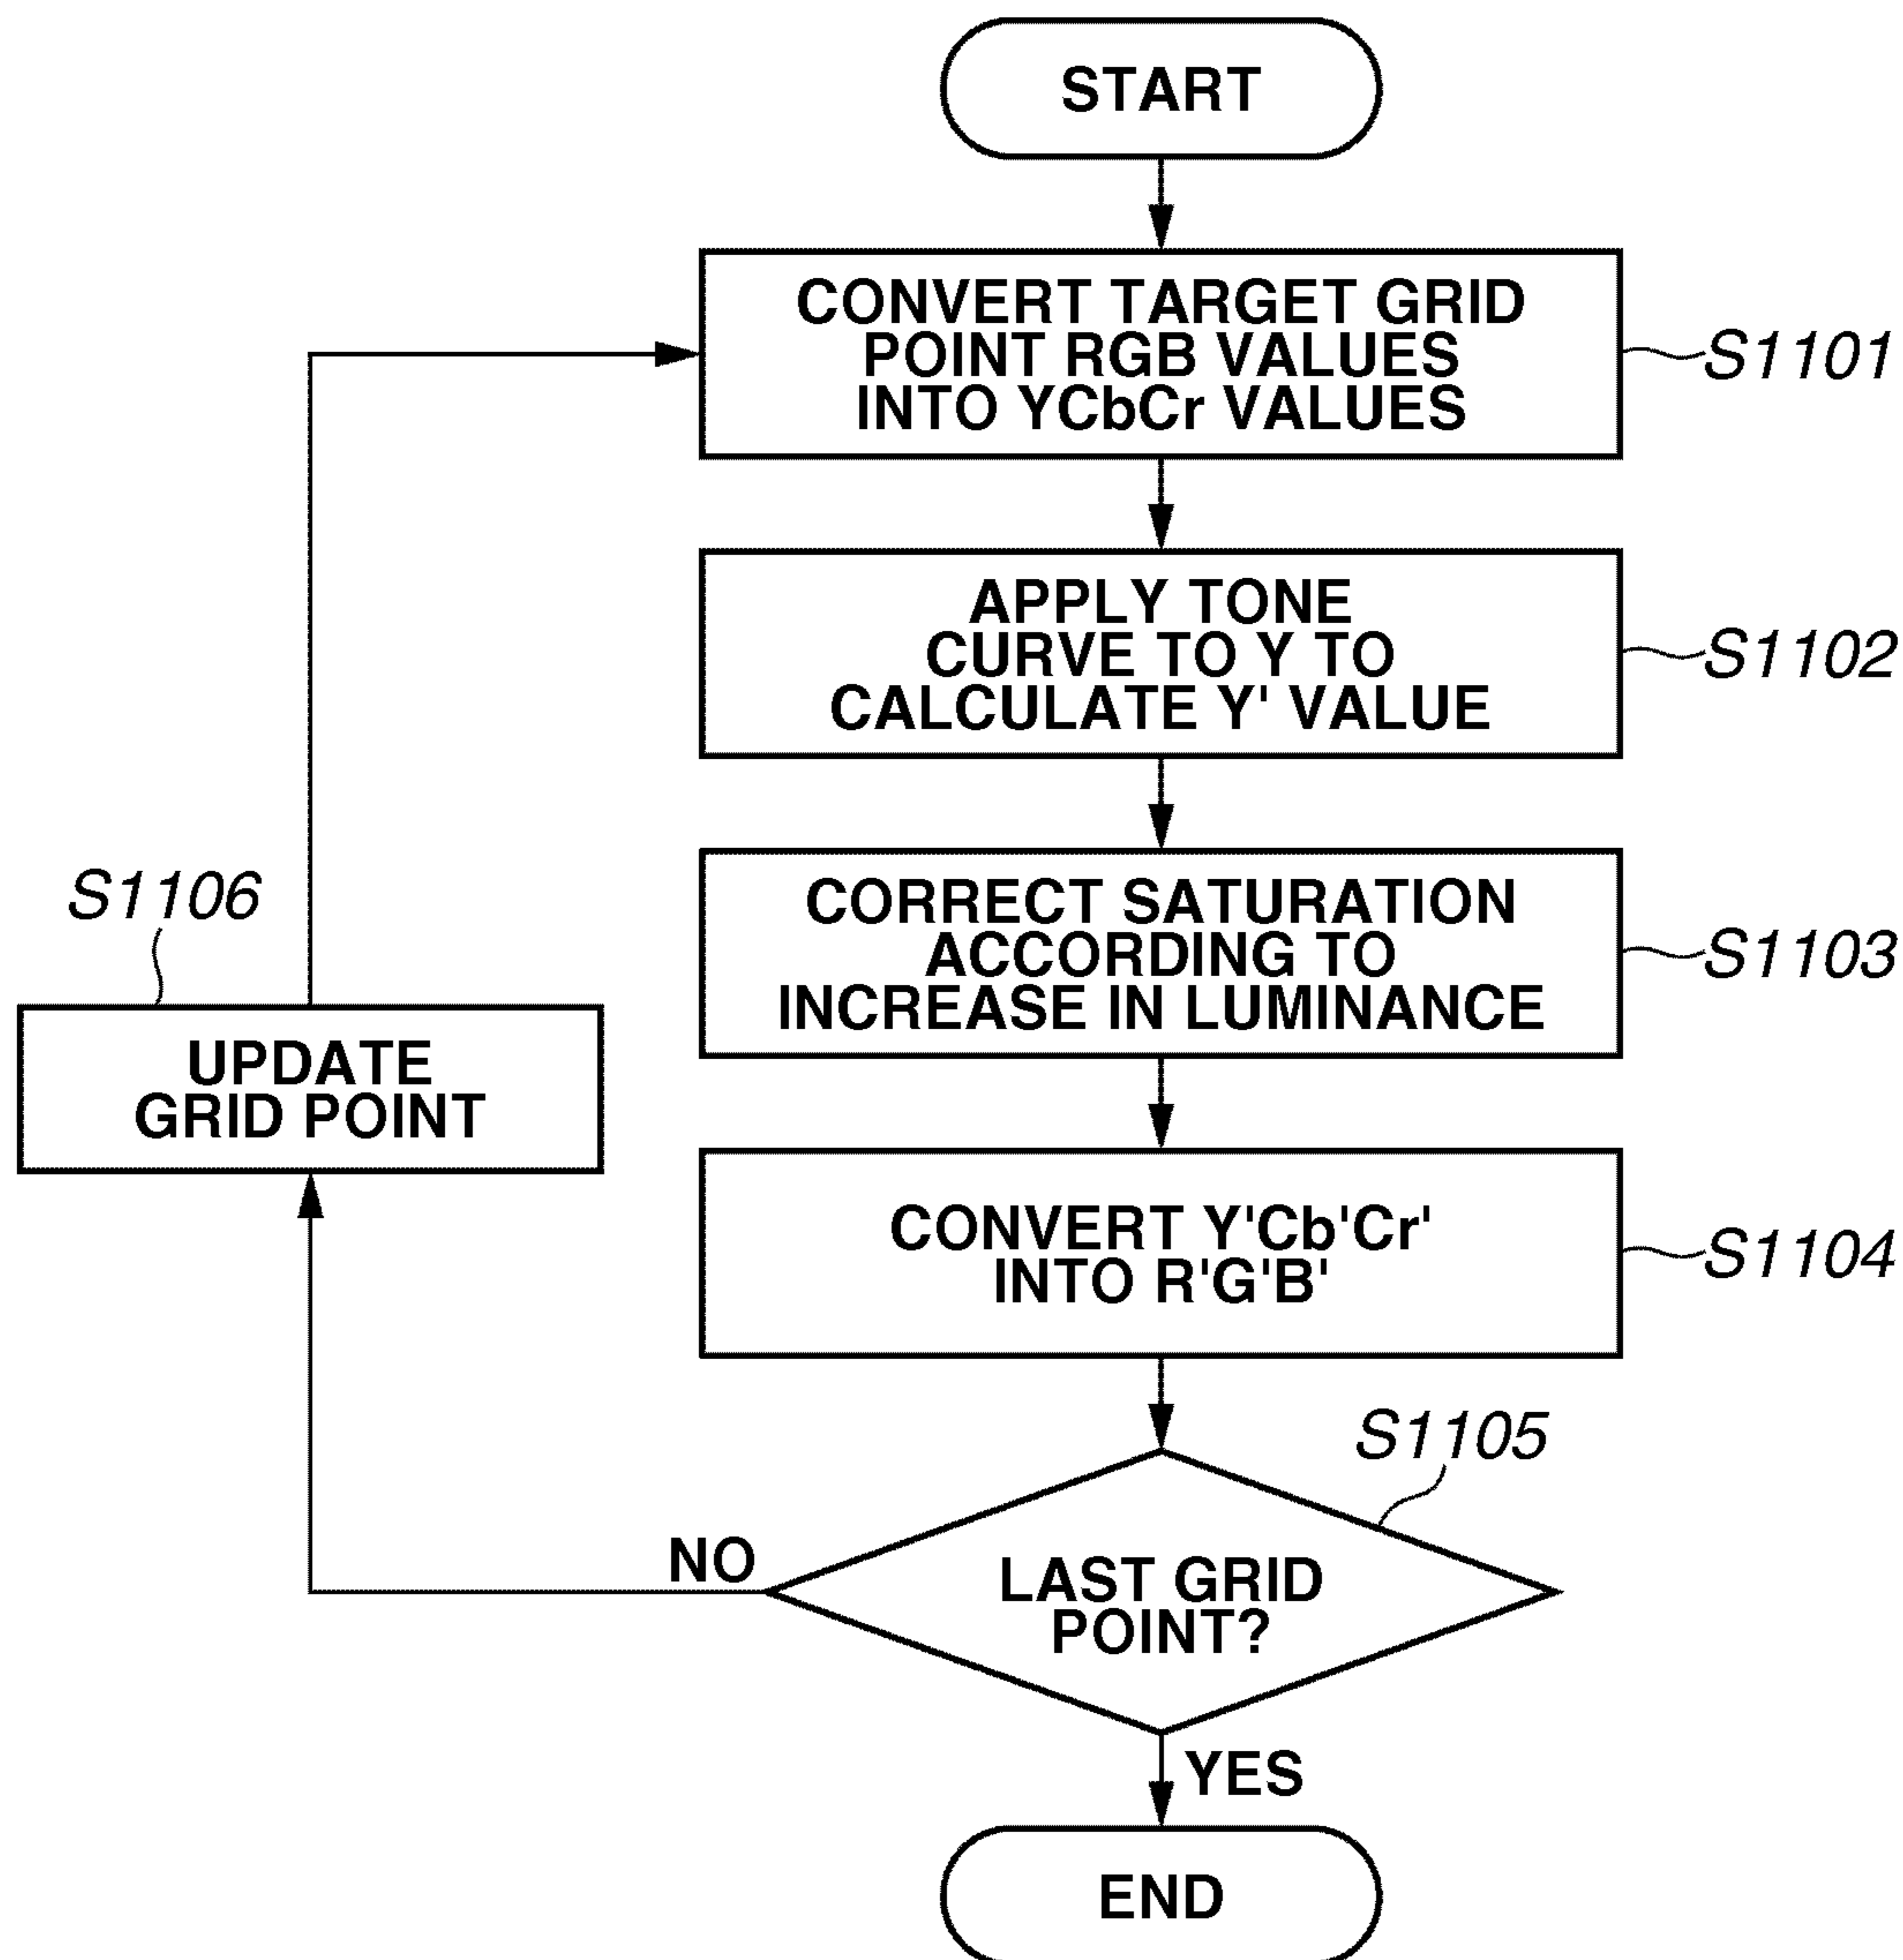 START
CONVERT TARGET GRID
POINT RGB VALUES
INTO YCbCr VALUES
S1101
APPLY TONE
CURVE TO Y TO
CALCULATE Y' VALUE
S1102
CORRECT SATURATION
ACCORDING TO
INCREASE IN LUMINANCE
S1103
S1106
UPDATE
GRID POINT
CONVERT Y'Cb'Cr'
INTO R'G'B'
S1104
S1105
NO
LAST GRID
POINT?
YES
END